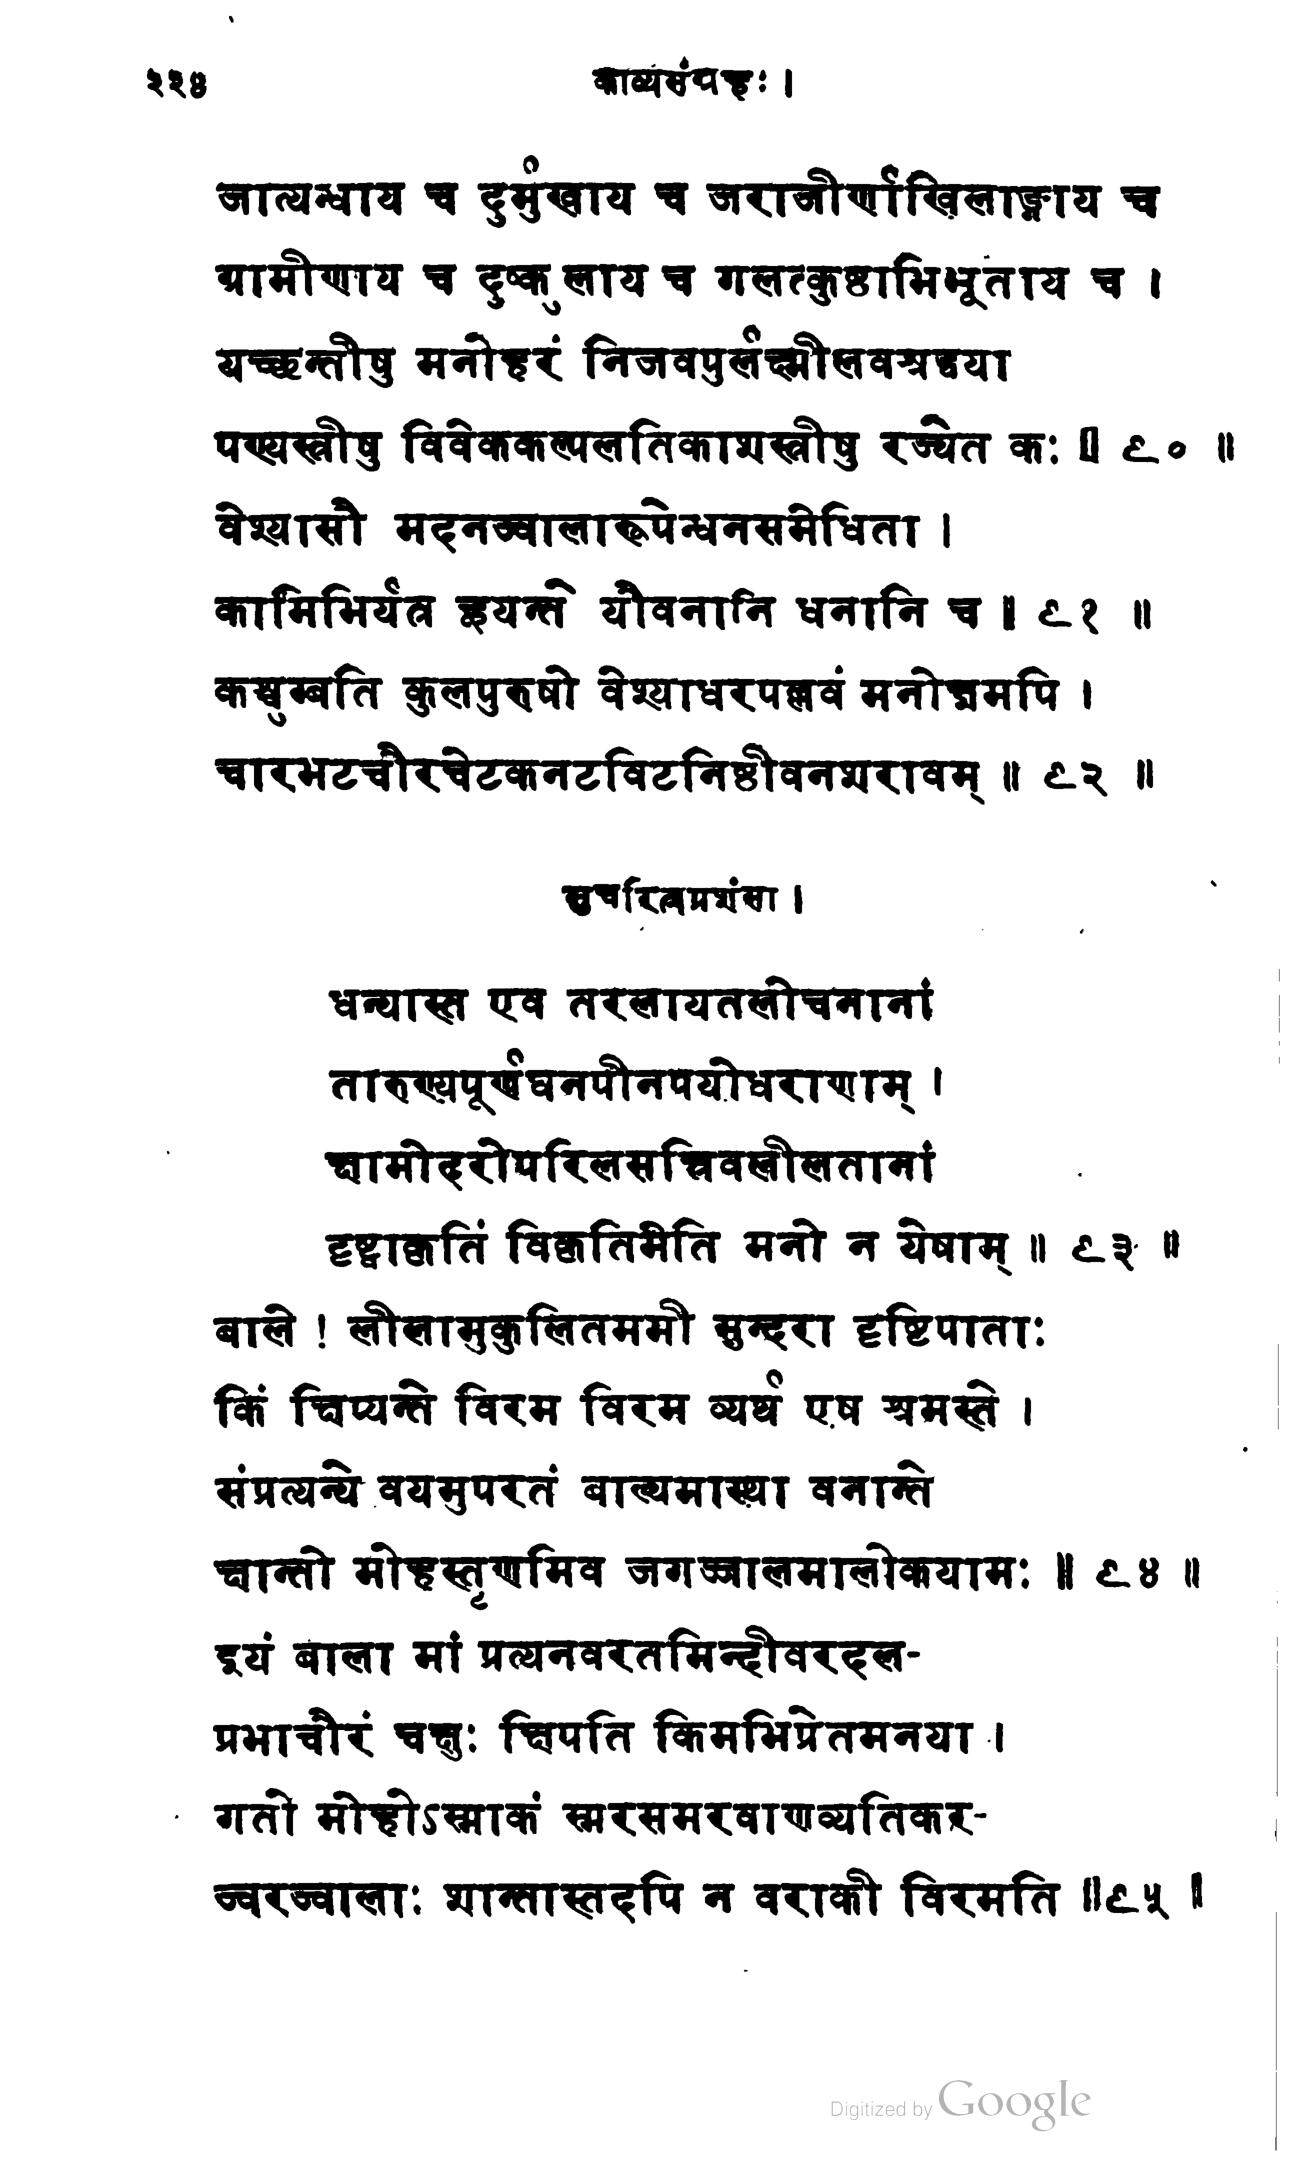 २२४ काव्यसंग्रहः ।
जात्यन्धाय च दुर्मुखाय च जराजीर्णाखिलाङ्गाय च
ग्रामीणाय च दुष्कुलाय च गलत्कुष्ठाभिभूताय च ।
यच्छन्तीषु मनोहरं निजवपुर्लक्ष्मीलवश्रद्धया
पण्यस्त्रीषु विवेककल्पलतिकाशस्त्रीषु रज्येत कः ॥ ९० ॥
वेश्यासौ मदनज्वालारूपेन्धनसमेधिता ।
कामिभिर्यत्र हूयन्ते यौवनानि धनानि च ॥ ९१ ॥
कश्चुम्बति कुलपुरुषो वेश्याधरपल्लवं मनोज्ञमपि ।
चारभटचौरचेटकनटविटनिष्ठीवनशरावम् ॥ ९२ ॥
सुचरित्रप्रशंसा ।
धन्यास्त एव तरलायतलोचनानां
तारुण्यपूर्णघनपीनपयोधराणाम् ।
क्षामोदरोपरिलसत्त्रिवलीलतानां
दृष्ट्वाकृतिं विकृतिमेति मनो न येषाम् ॥ ९३ ॥
बाले ! लीलामुकुलितममी सुन्दरा दृष्टिपाताः
किं क्षिप्यन्ते विरम विरम व्यर्थ एष श्रमस्ते ।
संप्रत्यन्ये वयमुपरतं बाल्यमास्था वनान्ते
क्षान्तो मोहस्तृणमिव जगज्जालमालोकयामः ॥ ९४ ॥
इयं बाला मां प्रत्यनवरतमिन्दीवरदल-
प्रभाचौरं चक्षुः क्षिपति किमभिप्रेतमनया ।
गतो मोहोऽस्माकं स्मरसमरबाणव्यतिकर-
ज्वरज्वालाः शान्तास्तदपि न वराकी विरमति ॥९५ ॥
Digitized by Google